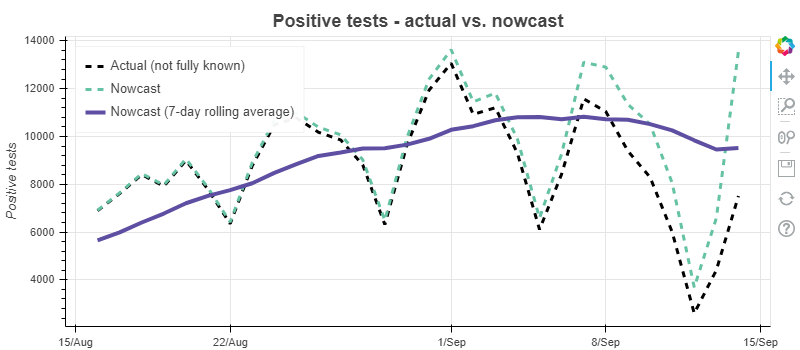 Positive tests - actual vs. nowcast
14000
12000
10000
8000
6000
4000
Positive tests
Actual (not fully known)
Nowcast
Nowcast (7-day rolling average)
15/Aug
22/Aug
1/Sep
8/Sep
15/Sep